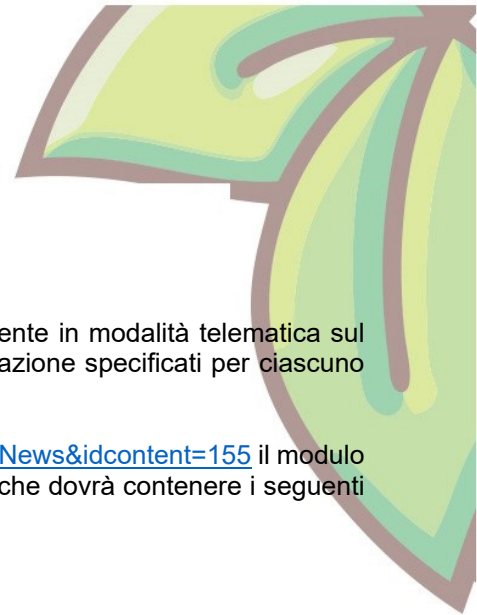 ente in modalità telematica sul
azione specificati per ciascuno
News&idcontent=155 il modulo
che dovrà contenere i seguenti